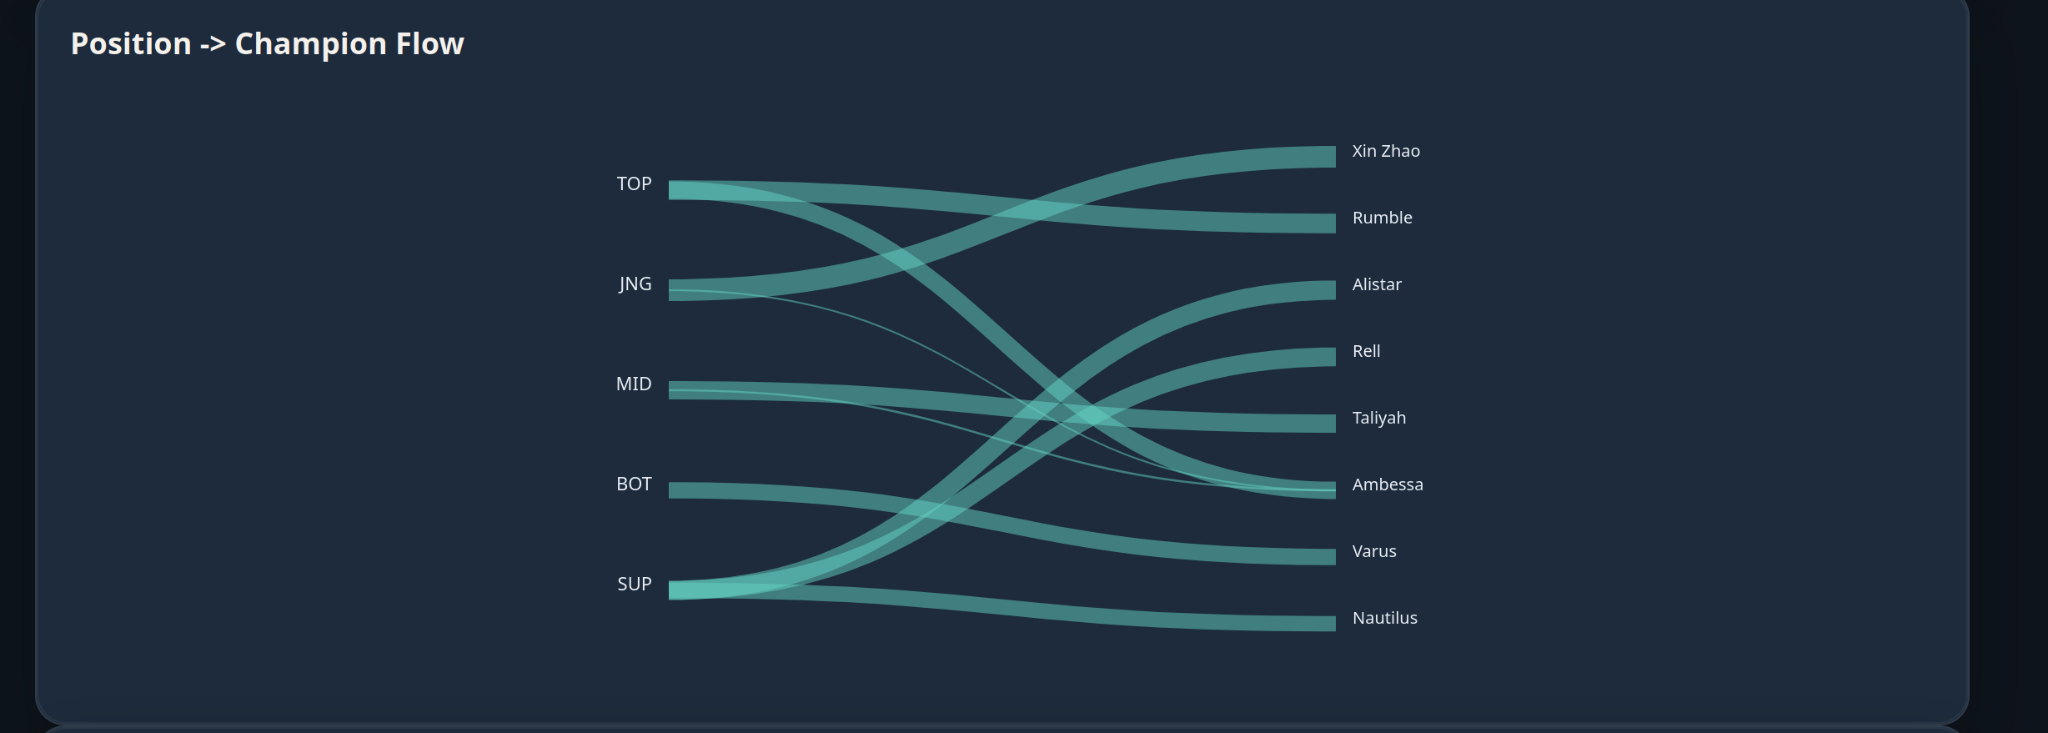 Position -> Champion Flow
TOP
JNG
MID
BOT
SUP
Xin Zhao
Rumble
Alistar
Rell
Taliyah
Ambessa
Varus
Nautilus